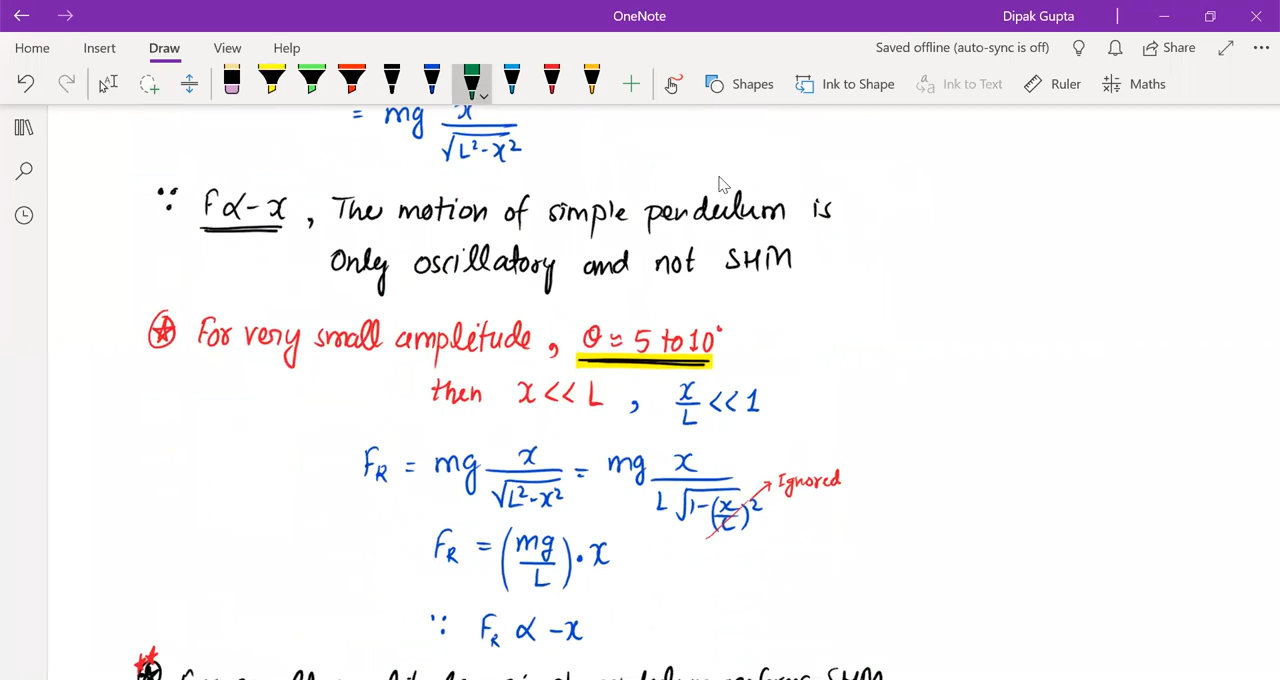 OneNote
Dipak Gupta
Home Insert Draw View Help
Saved offline (auto-sync is off)
Share
Shapes
Ink to Shape
Ink to Text
Ruler
Maths
= mg x/√L²-x²
∵ F∝-x , The motion of simple pendulum is
only oscillatory and not SHM
For very small amplitude, θ = 5 to 10°
then x << L , x/L << 1
F_R = mg x/√L²-x² = mg x/L√1-(x/L)² → Ignored
F_R = (mg/L) • x
∵ F_R ∝ -x